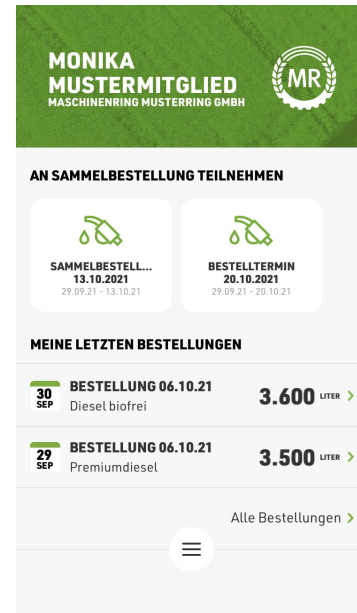 MONIKA
MUSTERMITGLIED
MASCHINENRING MUSTERRING GMBH
MR
AN SAMMELBESTELLUNG TEILNEHMEN
SAMMELBESTELL...
13.10.2021
29.09.21 - 13.10.21
BESTELLTERMIN
20.10.2021
29.09.21 - 20.10.21
MEINE LETZTEN BESTELLUNGEN
30
SEP
BESTELLUNG 06.10.21
Diesel biofrei
3.600 LITER
29
SEP
BESTELLUNG 06.10.21
Premiumdiesel
3.500 LITER
Alle Bestellungen